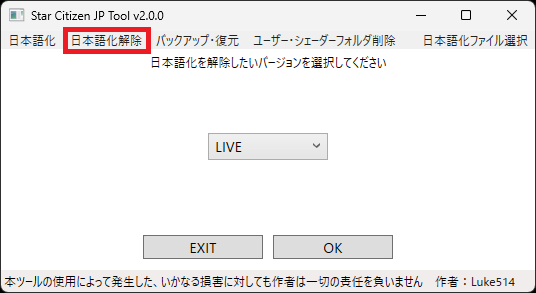 Star Citizen JP Tool v2.0.0
日本語化 日本語化解除 バックアップ・復元 ユーザー・シェーダーフォルダ削除 日本語化ファイル選択
日本語化を解除したいバージョンを選択してください
LIVE
EXIT OK
本ツールの使用によって発生した、いかなる損害に対しても作者は一切の責任を負いません 作者：Luke514